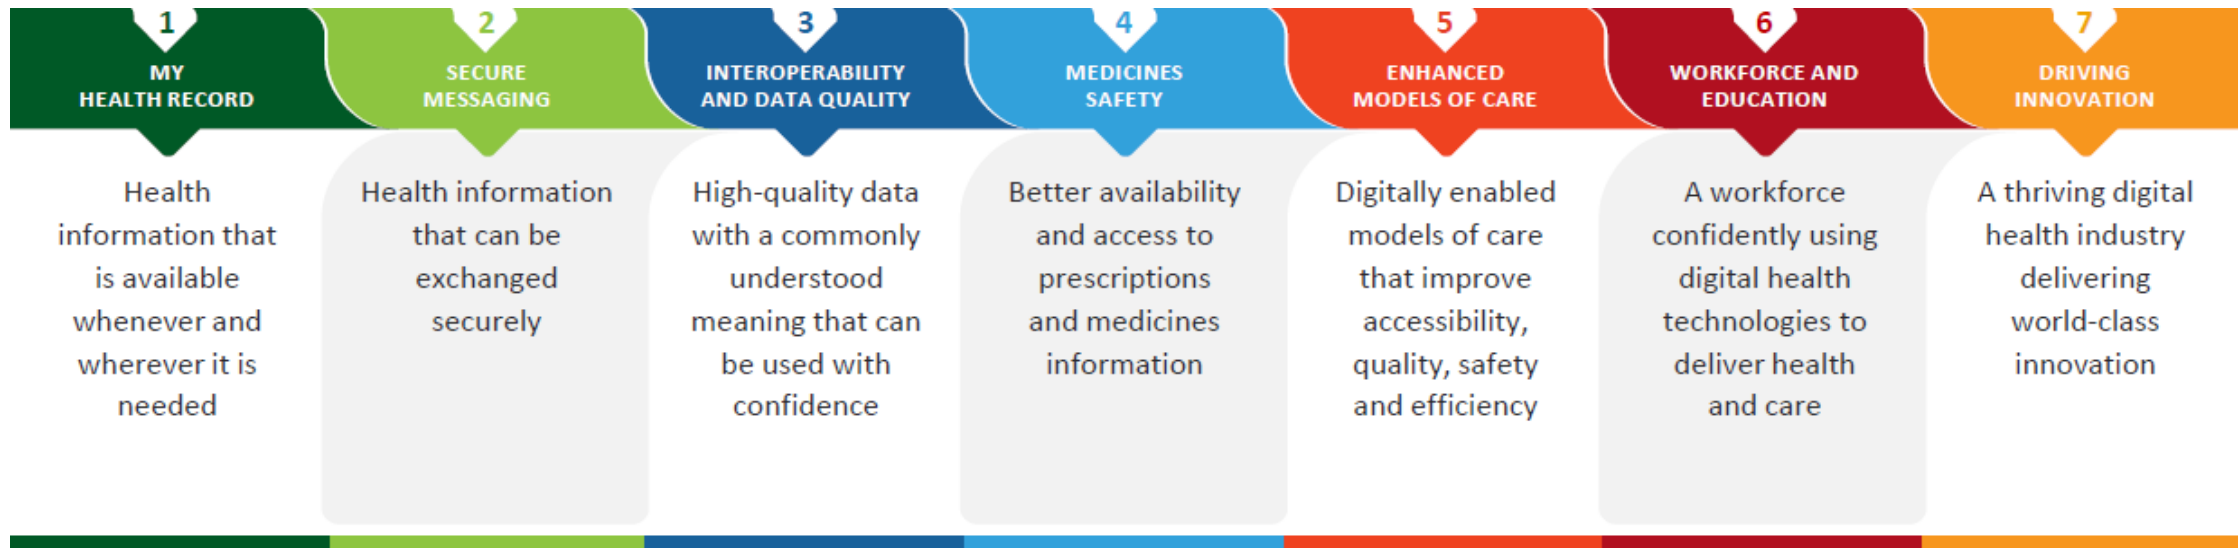 1
MY
HEALTH RECORD
Health
information that
is available
whenever and
wherever it is
needed
2
SECURE
MESSAGING
Health information
that can be
exchanged
securely
3
INTEROPERABILITY
AND DATA QUALITY
High-quality data
with a commonly
understood
meaning that can
be used with
confidence
4
MEDICINES
SAFETY
Better availability
and access to
prescriptions
and medicines
information
5
ENHANCED
MODELS OF CARE
Digitally enabled
models of care
that improve
accessibility,
quality, safety
and efficiency
6
WORKFORCE AND
EDUCATION
A workforce
confidently using
digital health
technologies to
deliver health
and care
7
DRIVING
INNOVATION
A thriving digital
health industry
delivering
world-class
innovation